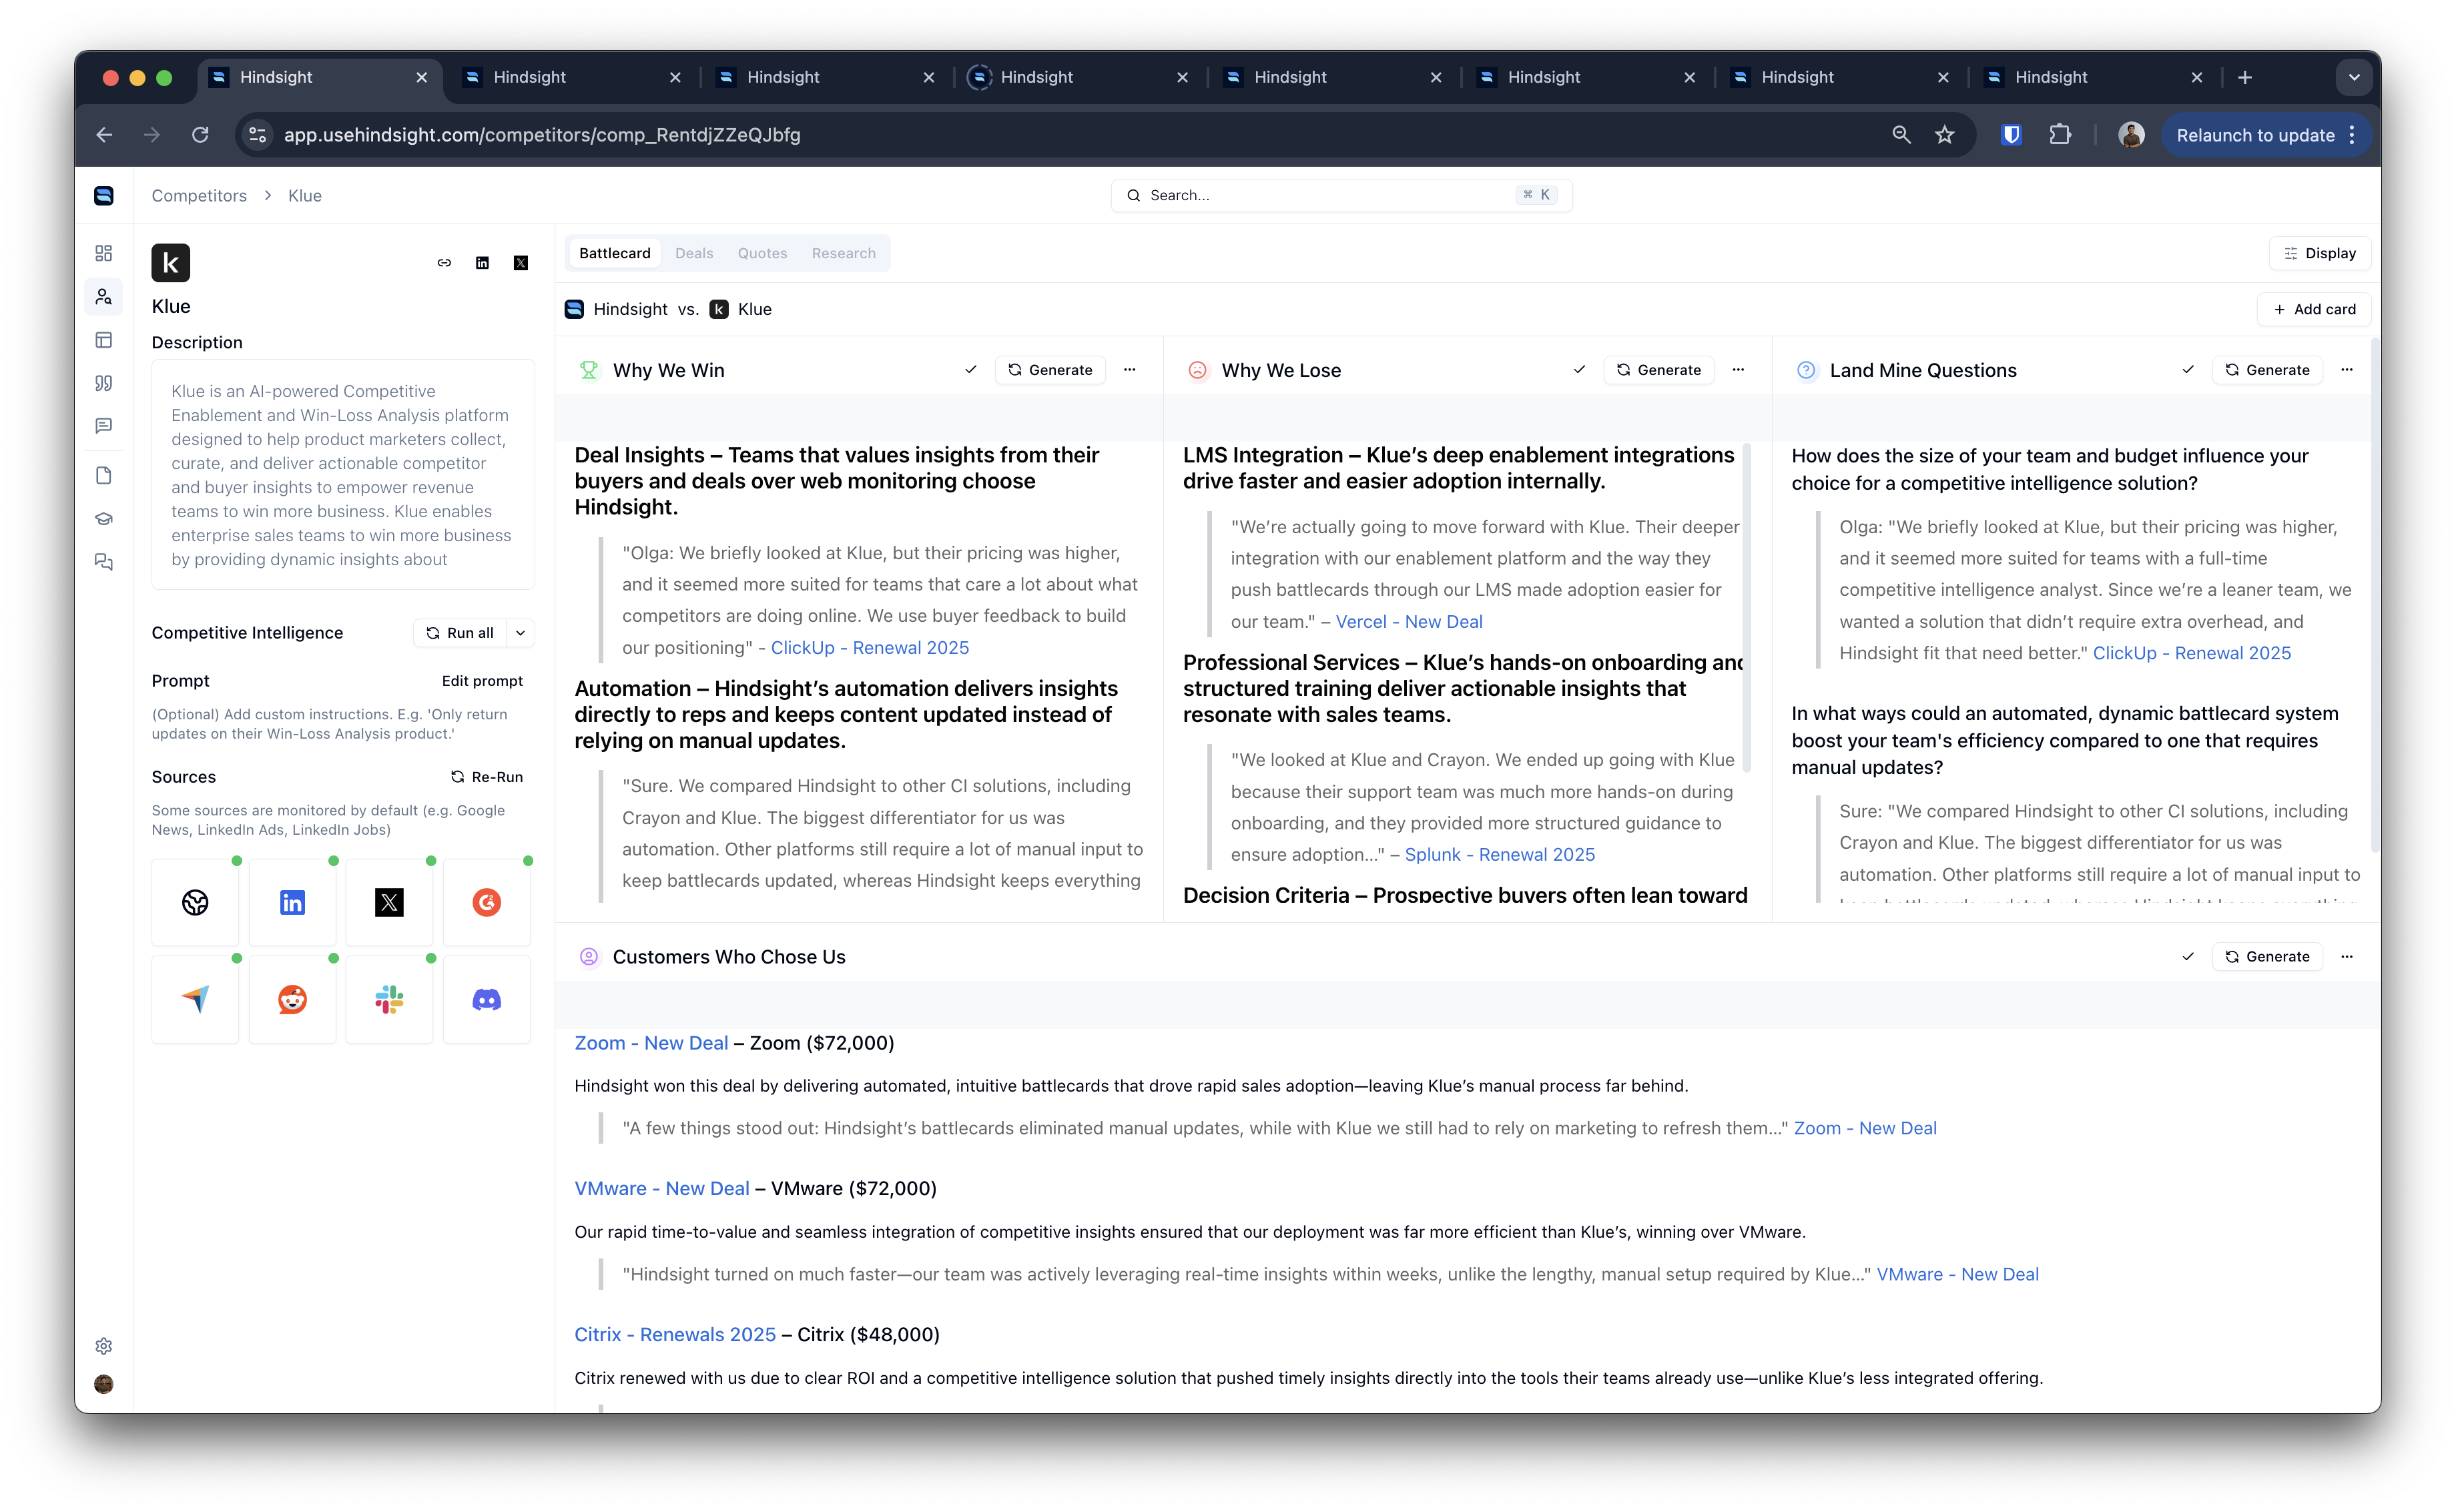 Hindsight
Hindsight
Hindsight
Hindsight
Hindsight
Hindsight
Hindsight
Hindsight
app.usehindsight.com/competitors/comp_RentdjZZeQJbfg
Relaunch to update
Competitors > Klue
Search...
⌘ K
k
Klue
Description
Klue is an AI-powered Competitive
Enablement and Win-Loss Analysis platform
designed to help product marketers collect,
curate, and deliver actionable competitor
and buyer insights to empower revenue
teams to win more business. Klue enables
enterprise sales teams to win more business
by providing dynamic insights about
Competitive Intelligence
Run all
Prompt
Edit prompt
(Optional) Add custom instructions. E.g. 'Only return
updates on their Win-Loss Analysis product.'
Sources
Re-Run
Some sources are monitored by default (e.g. Google
News, LinkedIn Ads, LinkedIn Jobs)
Battlecard
Deals
Quotes
Research
Display
Hindsight vs. k Klue
+ Add card
Why We Win
Generate
Deal Insights – Teams that values insights from their
buyers and deals over web monitoring choose
Hindsight.
"Olga: We briefly looked at Klue, but their pricing was higher,
and it seemed more suited for teams that care a lot about what
competitors are doing online. We use buyer feedback to build
our positioning" - ClickUp - Renewal 2025
Automation – Hindsight’s automation delivers insights
directly to reps and keeps content updated instead of
relying on manual updates.
"Sure. We compared Hindsight to other CI solutions, including
Crayon and Klue. The biggest differentiator for us was
automation. Other platforms still require a lot of manual input to
keep battlecards updated, whereas Hindsight keeps everything
Why We Lose
Generate
LMS Integration – Klue’s deep enablement integrations
drive faster and easier adoption internally.
"We’re actually going to move forward with Klue. Their deeper
integration with our enablement platform and the way they
push battlecards through our LMS made adoption easier for
our team." – Vercel - New Deal
Professional Services – Klue’s hands-on onboarding and
structured training deliver actionable insights that
resonate with sales teams.
"We looked at Klue and Crayon. We ended up going with Klue
because their support team was much more hands-on during
onboarding, and they provided more structured guidance to
ensure adoption..." – Splunk - Renewal 2025
Decision Criteria – Prospective buyers often lean toward
Land Mine Questions
Generate
How does the size of your team and budget influence your
choice for a competitive intelligence solution?
Olga: "We briefly looked at Klue, but their pricing was higher,
and it seemed more suited for teams with a full-time
competitive intelligence analyst. Since we’re a leaner team, we
wanted a solution that didn’t require extra overhead, and
Hindsight fit that need better." ClickUp - Renewal 2025
In what ways could an automated, dynamic battlecard system
boost your team's efficiency compared to one that requires
manual updates?
Sure: "We compared Hindsight to other CI solutions, including
Crayon and Klue. The biggest differentiator for us was
automation. Other platforms still require a lot of manual input to
Customers Who Chose Us
Generate
Zoom - New Deal – Zoom ($72,000)
Hindsight won this deal by delivering automated, intuitive battlecards that drove rapid sales adoption—leaving Klue’s manual process far behind.
"A few things stood out: Hindsight’s battlecards eliminated manual updates, while with Klue we still had to rely on marketing to refresh them..." Zoom - New Deal
VMware - New Deal – VMware ($72,000)
Our rapid time-to-value and seamless integration of competitive insights ensured that our deployment was far more efficient than Klue’s, winning over VMware.
"Hindsight turned on much faster—our team was actively leveraging real-time insights within weeks, unlike the lengthy, manual setup required by Klue..." VMware - New Deal
Citrix - Renewals 2025 – Citrix ($48,000)
Citrix renewed with us due to clear ROI and a competitive intelligence solution that pushed timely insights directly into the tools their teams already use—unlike Klue’s less integrated offering.